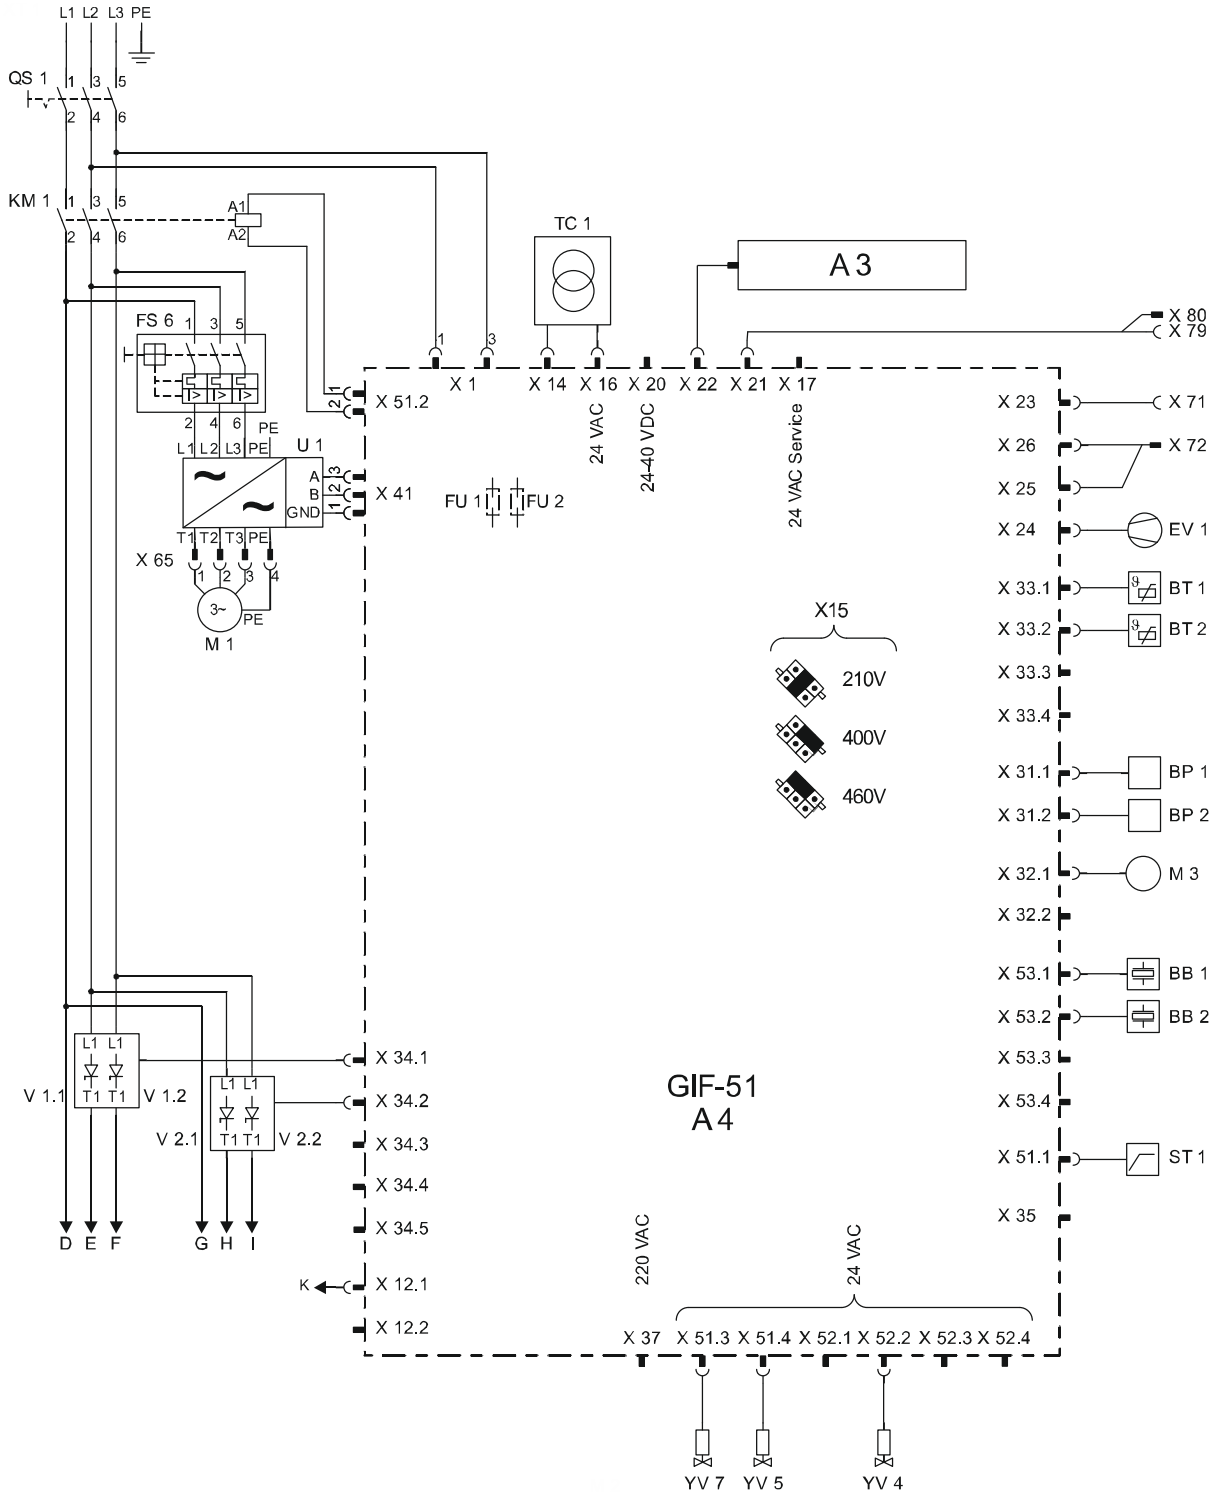 L1 L2 L3 PE
QS 1
1 3 5
2 4 6
KM 1
1 3 5
2 4 6
A1
A2
TC 1
A 3
X 80
X 79
FS 6
1 3 5
2 4 6
PE
L1 L2 L3 PE
U 1
A
B
GND
T1 T2 T3 PE
X 65
1 2 3 4
3~
PE
M 1
1
2
X 51.2
3
2
1
X 41
1
3
X 1
X 14
X 16
X 20
X 22
X 21
X 17
24 VAC
24-40 VDC
24 VAC Service
FU 1
FU 2
X15
210V
400V
460V
X 23
X 71
X 26
X 72
X 25
X 24
EV 1
X 33.1
ϑ
BT 1
X 33.2
ϑ
BT 2
X 33.3
X 33.4
X 31.1
BP 1
X 31.2
BP 2
X 32.1
M 3
X 32.2
X 53.1
BB 1
X 53.2
BB 2
X 53.3
X 53.4
X 51.1
ST 1
X 35
L1 L1
V 1.1
T1 T1
V 1.2
L1 L1
V 2.1
T1 T1
V 2.2
X 34.1
X 34.2
X 34.3
X 34.4
X 34.5
GIF-51
A 4
D E F
G H I
K
X 12.1
X 12.2
220 VAC
24 VAC
X 37
X 51.3
X 51.4
X 52.1
X 52.2
X 52.3
X 52.4
YV 7
YV 5
YV 4